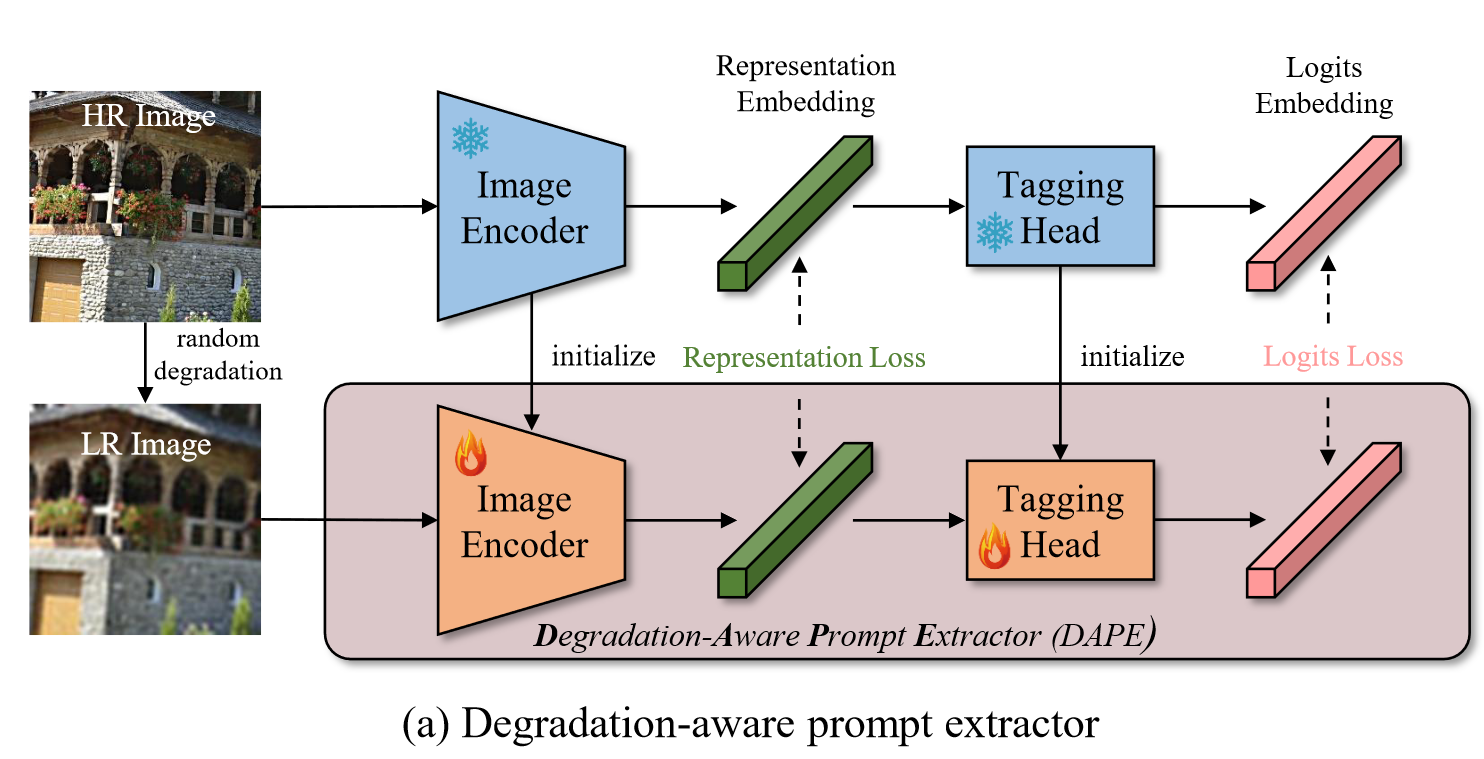 Representation
Embedding
Logits
Embedding
HR Image
Image
Encoder
Tagging
Head
random
degradation
initialize
Representation Loss
initialize
Logits Loss
LR Image
Image
Encoder
Tagging
Head
Degradation-Aware Prompt Extractor (DAPE)
(a) Degradation-aware prompt extractor